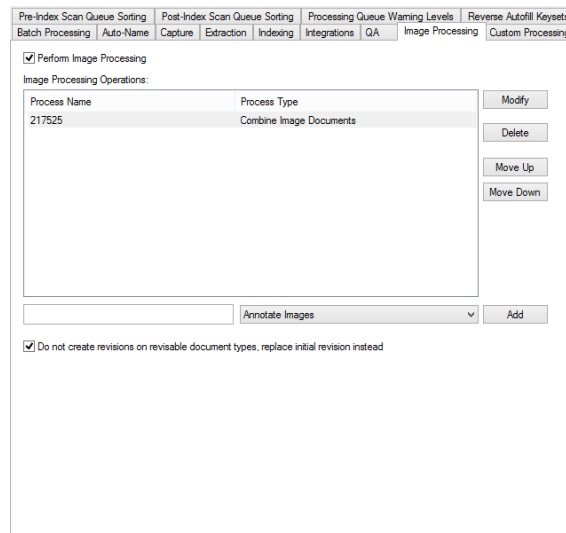 Pre-Index Scan Queue Sorting Post-Index Scan Queue Sorting Processing Queue Warning Levels Reverse Autofill Keysets
Batch Processing Auto-Name Capture Extraction Indexing Integrations QA Image Processing Custom Processing
Perform Image Processing
Image Processing Operations:
Process Name Process Type Modify
217525 Combine Image Documents
Delete
Move Up
Move Down
Annotate Images Add
Do not create revisions on revisable document types, replace initial revision instead